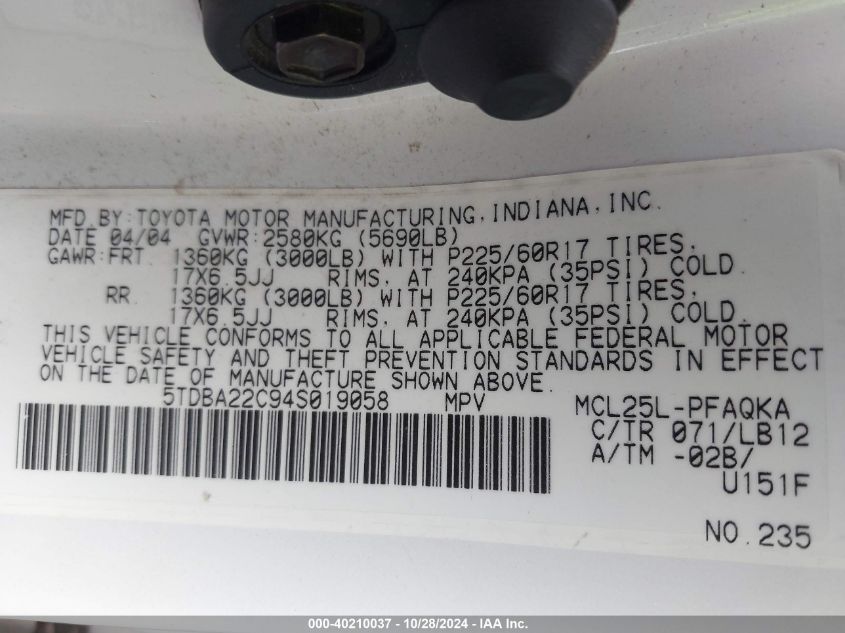 MFD.BY:TOYOTA MOTOR MANUFACTURING,INDIANA,INC.
DATE 04/04 GVWR:2580KG (5690LB)
GAWR:FRT. 1360KG (3000LB) WITH P225/60R17 TIRES,
17X6.5JJ RIMS, AT 240KPA (35PSI) COLD.
RR. 1360KG (3000LB) WITH P225/60R17 TIRES,
17X6.5JJ RIMS, AT 240KPA (35PSI) COLD.
THIS VEHICLE CONFORMS TO ALL APPLICABLE FEDERAL MOTOR
VEHICLE SAFETY AND THEFT PREVENTION STANDARDS IN EFFECT
ON THE DATE OF MANUFACTURE SHOWN ABOVE.
5TDBA22C94S019058 MPV MCL25L-PFAQKA
C/TR 071/LB12
A/TM -02B/
U151F
NO.235
000-40210037 - 10/28/2024 - IAA Inc.